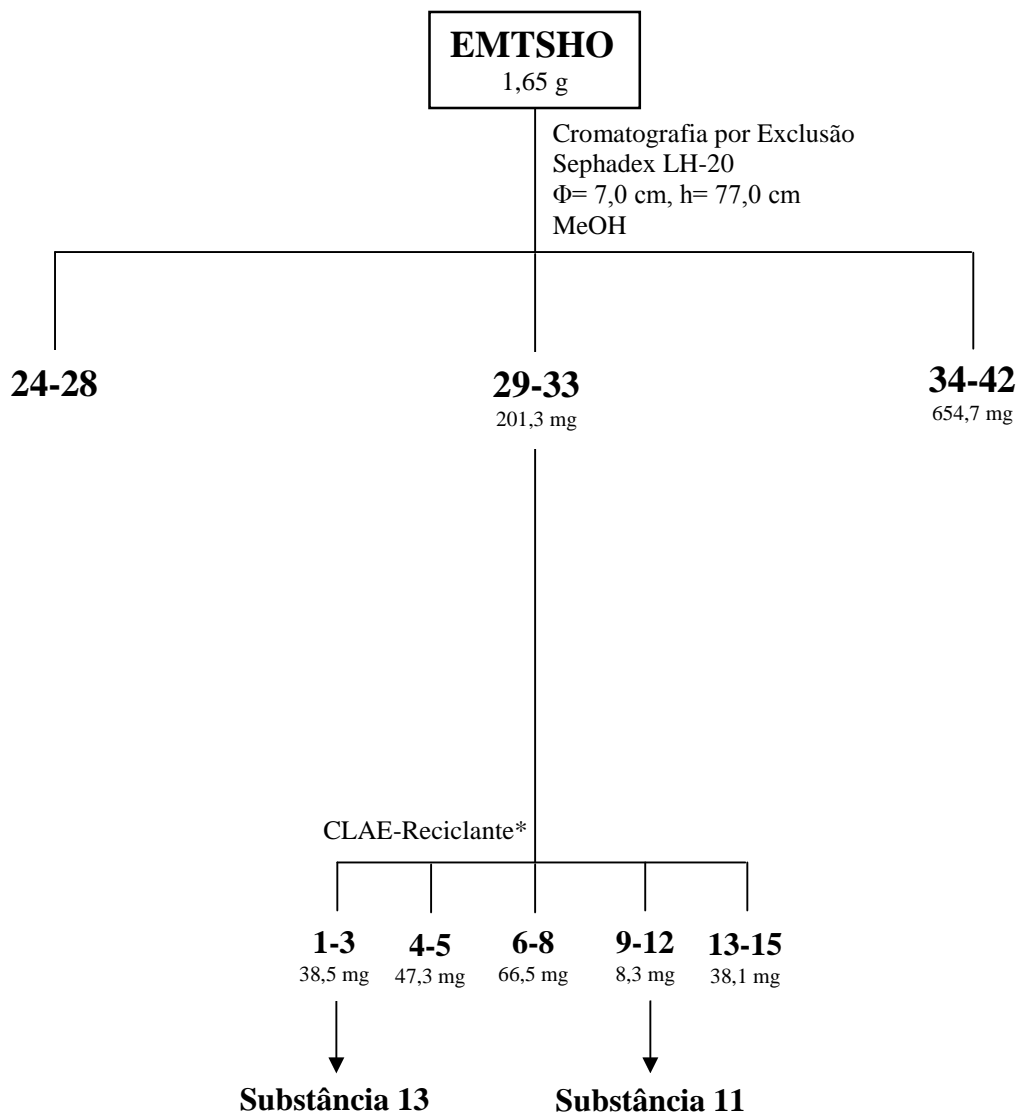 EMTSHO
1,65 g
Cromatografia por Exclusão
Sephadex LH-20
Φ= 7,0 cm, h= 77,0 cm
MeOH
24-28
29-33
201,3 mg
34-42
654,7 mg
CLAE-Reciclante*
1-3
38,5 mg
4-5
47,3 mg
6-8
66,5 mg
9-12
8,3 mg
13-15
38,1 mg
Substância 13
Substância 11